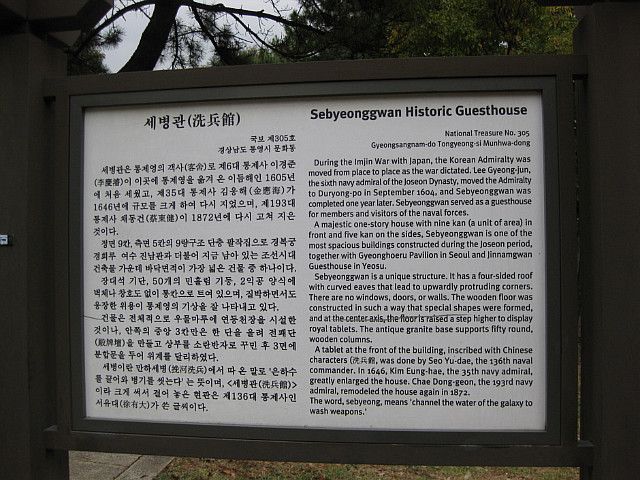 세병관(洗兵館)
국보 제305호
경상남도 통영시 문화동
세병관은 통제영의 객사(客舍)로 제6대 통제사 이경준
(李慶濬)이 이곳에 통제영을 옮겨 온 이듬해인 1605년
에 처음 세웠고, 제35대 통제사 김응해(金應海)가
1646년에 규모를 크게 하여 다시 지었으며, 제193대
통제사 채동건(蔡東健)이 1872년에 다시 고쳐 지은
것이다.
정면 9칸, 측면 5칸의 9량구조 단층 팔작집으로 경복궁
경회루 여수 진남관과 더불어 지금 남아 있는 조선시대
건축물 가운데 바닥면적이 가장 넓은 건물 중 하나이다.
장대석 기단, 50개의 민흘림 기둥, 2익공 양식에
벽체나 창호도 없이 통칸으로 트여 있으며, 질박하면서도
웅장한 위용이 통제영의 기상을 잘 나타내고 있다.
건물은 전체적으로 우물마루에 연등천장을 시설한
것이나, 안쪽의 중앙 3칸만은 한 단을 올려 전패단
(殿牌壇)을 만들고 상부를 소란반자로 꾸민 후 3면에
분합문을 두어 위계를 달리하였다.
세병이란 만하세병(挽河洗兵)에서 따 온 말로 '은하수
를 끌어와 병기를 씻는다'는 뜻이며, <세병관(洗兵館)>
이라 크게 써서 걸어 놓은 현판은 제136대 통제사인
서유대(徐有大)가 쓴 글씨이다.
Sebyeonggwan Historic Guesthouse
National Treasure No. 305
Gyeongsangnam-do Tongyeong-si Munhwa-dong
During the Imjin War with Japan, the Korean Admiralty was
moved from place to place as the war dictated. Lee Gyeong-jun,
the sixth navy admiral of the Joseon Dynasty, moved the Admiralty
to Duryong-po in September 1604, and Sebyeonggwan was
completed one year later. Sebyeonggwan served as a guesthouse
for members and visitors of the naval forces.
A majestic one-story house with nine kan (a unit of area) in
front and five kan on the sides, Sebyeonggwan is one of the
most spacious buildings constructed during the Joseon period,
together with Gyeonghoeru Pavilion in Seoul and Jinnamgwan
Guesthouse in Yeosu.
Sebyeonggwan is a unique structure. It has a four-sided roof
with curved eaves that lead to upwardly protruding corners.
There are no windows, doors, or walls. The wooden floor was
constructed in such a way that special shapes were formed,
and at the center axis, the floor is raised a step higher to display
royal tablets. The antique granite base supports fifty round,
wooden columns.
A tablet at the front of the building, inscribed with Chinese
characters (洗兵館, was done by Seo Yu-dae, the 136th naval
commander. In 1646, Kim Eung-hae, the 35th navy admiral,
greatly enlarged the house. Chae Dong-geon, the 193rd navy
admiral, remodeled the house again in 1872.
The word, sebyeong, means 'channel the water of the galaxy to
wash weapons.'